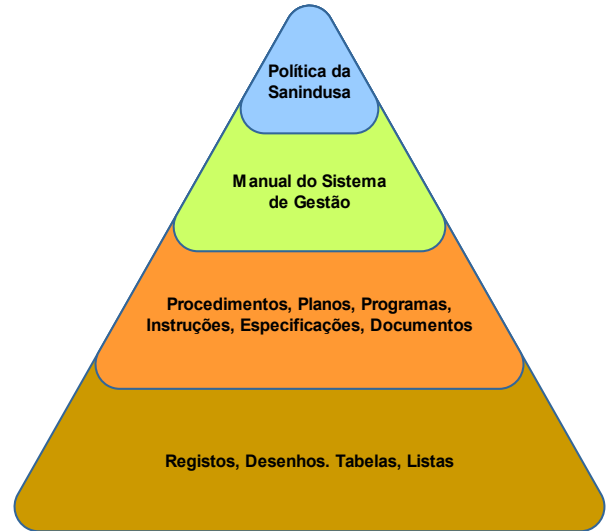 Política da
Sanindusa
Manual do Sistema
de Gestão
Procedimentos, Planos, Programas,
Instruções, Especificações, Documentos
Registos, Desenhos. Tabelas, Listas